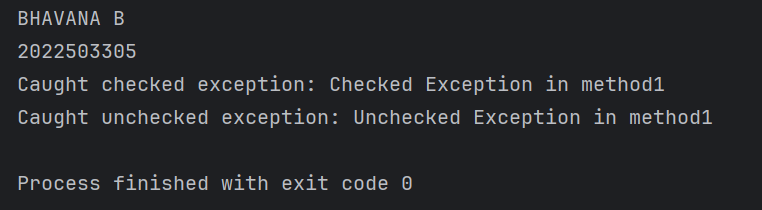 BHAVANA B
2022503305
Caught checked exception: Checked Exception in method1
Caught unchecked exception: Unchecked Exception in method1
Process finished with exit code 0